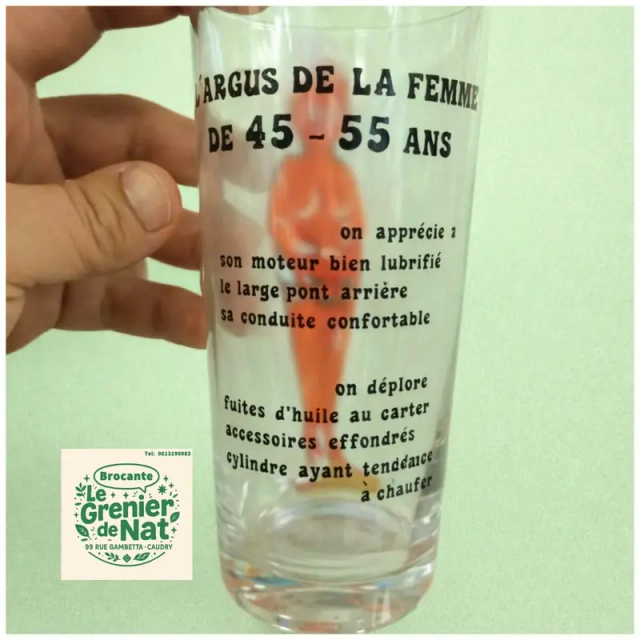 L'ARGUS DE LA FEMME
DE 45 - 55 ANS
on apprécie :
son moteur bien lubrifié
le large pont arrière
sa conduite confortable
on déplore
fuites d'huile au carter
accessoires effondrés
cylindre ayant tenddance
à chaufer
Tel: 0613190983
Brocante
Le
Grenier
de Nat
99 RUE GAMBETTA - CAUDRY